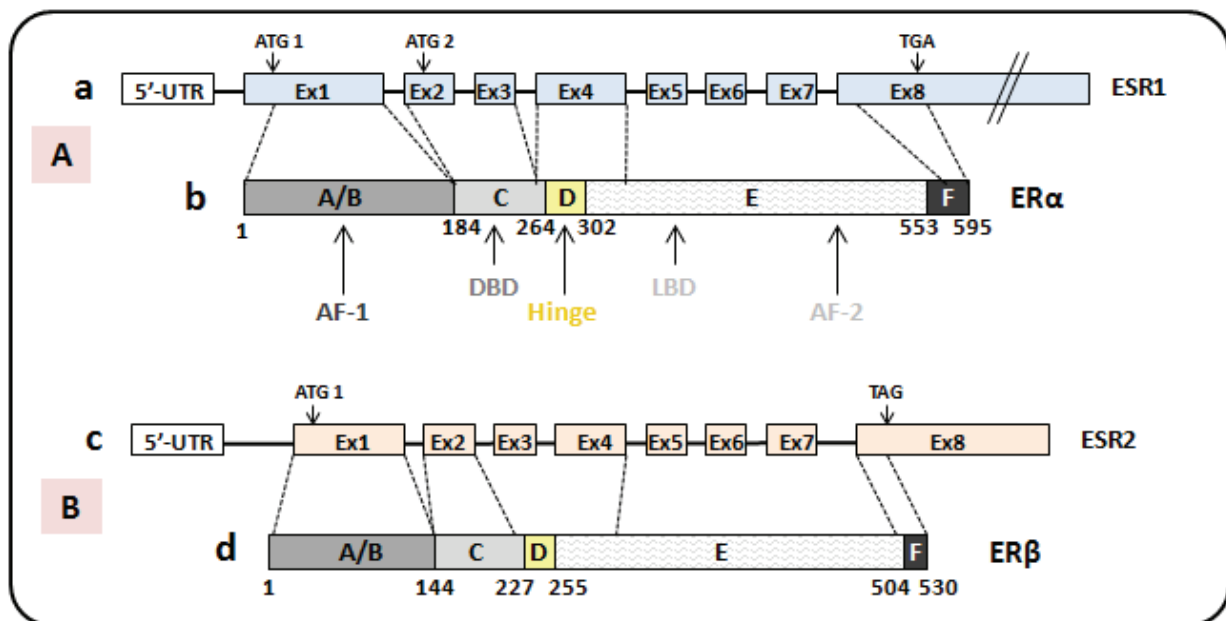 ATG 1 ATG 2 TGA
a 5'-UTR Ex1 Ex2 Ex3 Ex4 Ex5 Ex6 Ex7 Ex8 ESR1
A
b A/B C D E F ERα
1 184 264 302 553 595
DBD LBD
AF-1 Hinge AF-2
ATG 1 TAG
c 5'-UTR Ex1 Ex2 Ex3 Ex4 Ex5 Ex6 Ex7 Ex8 ESR2
B
d A/B C D E F ERβ
1 144 227 255 504 530